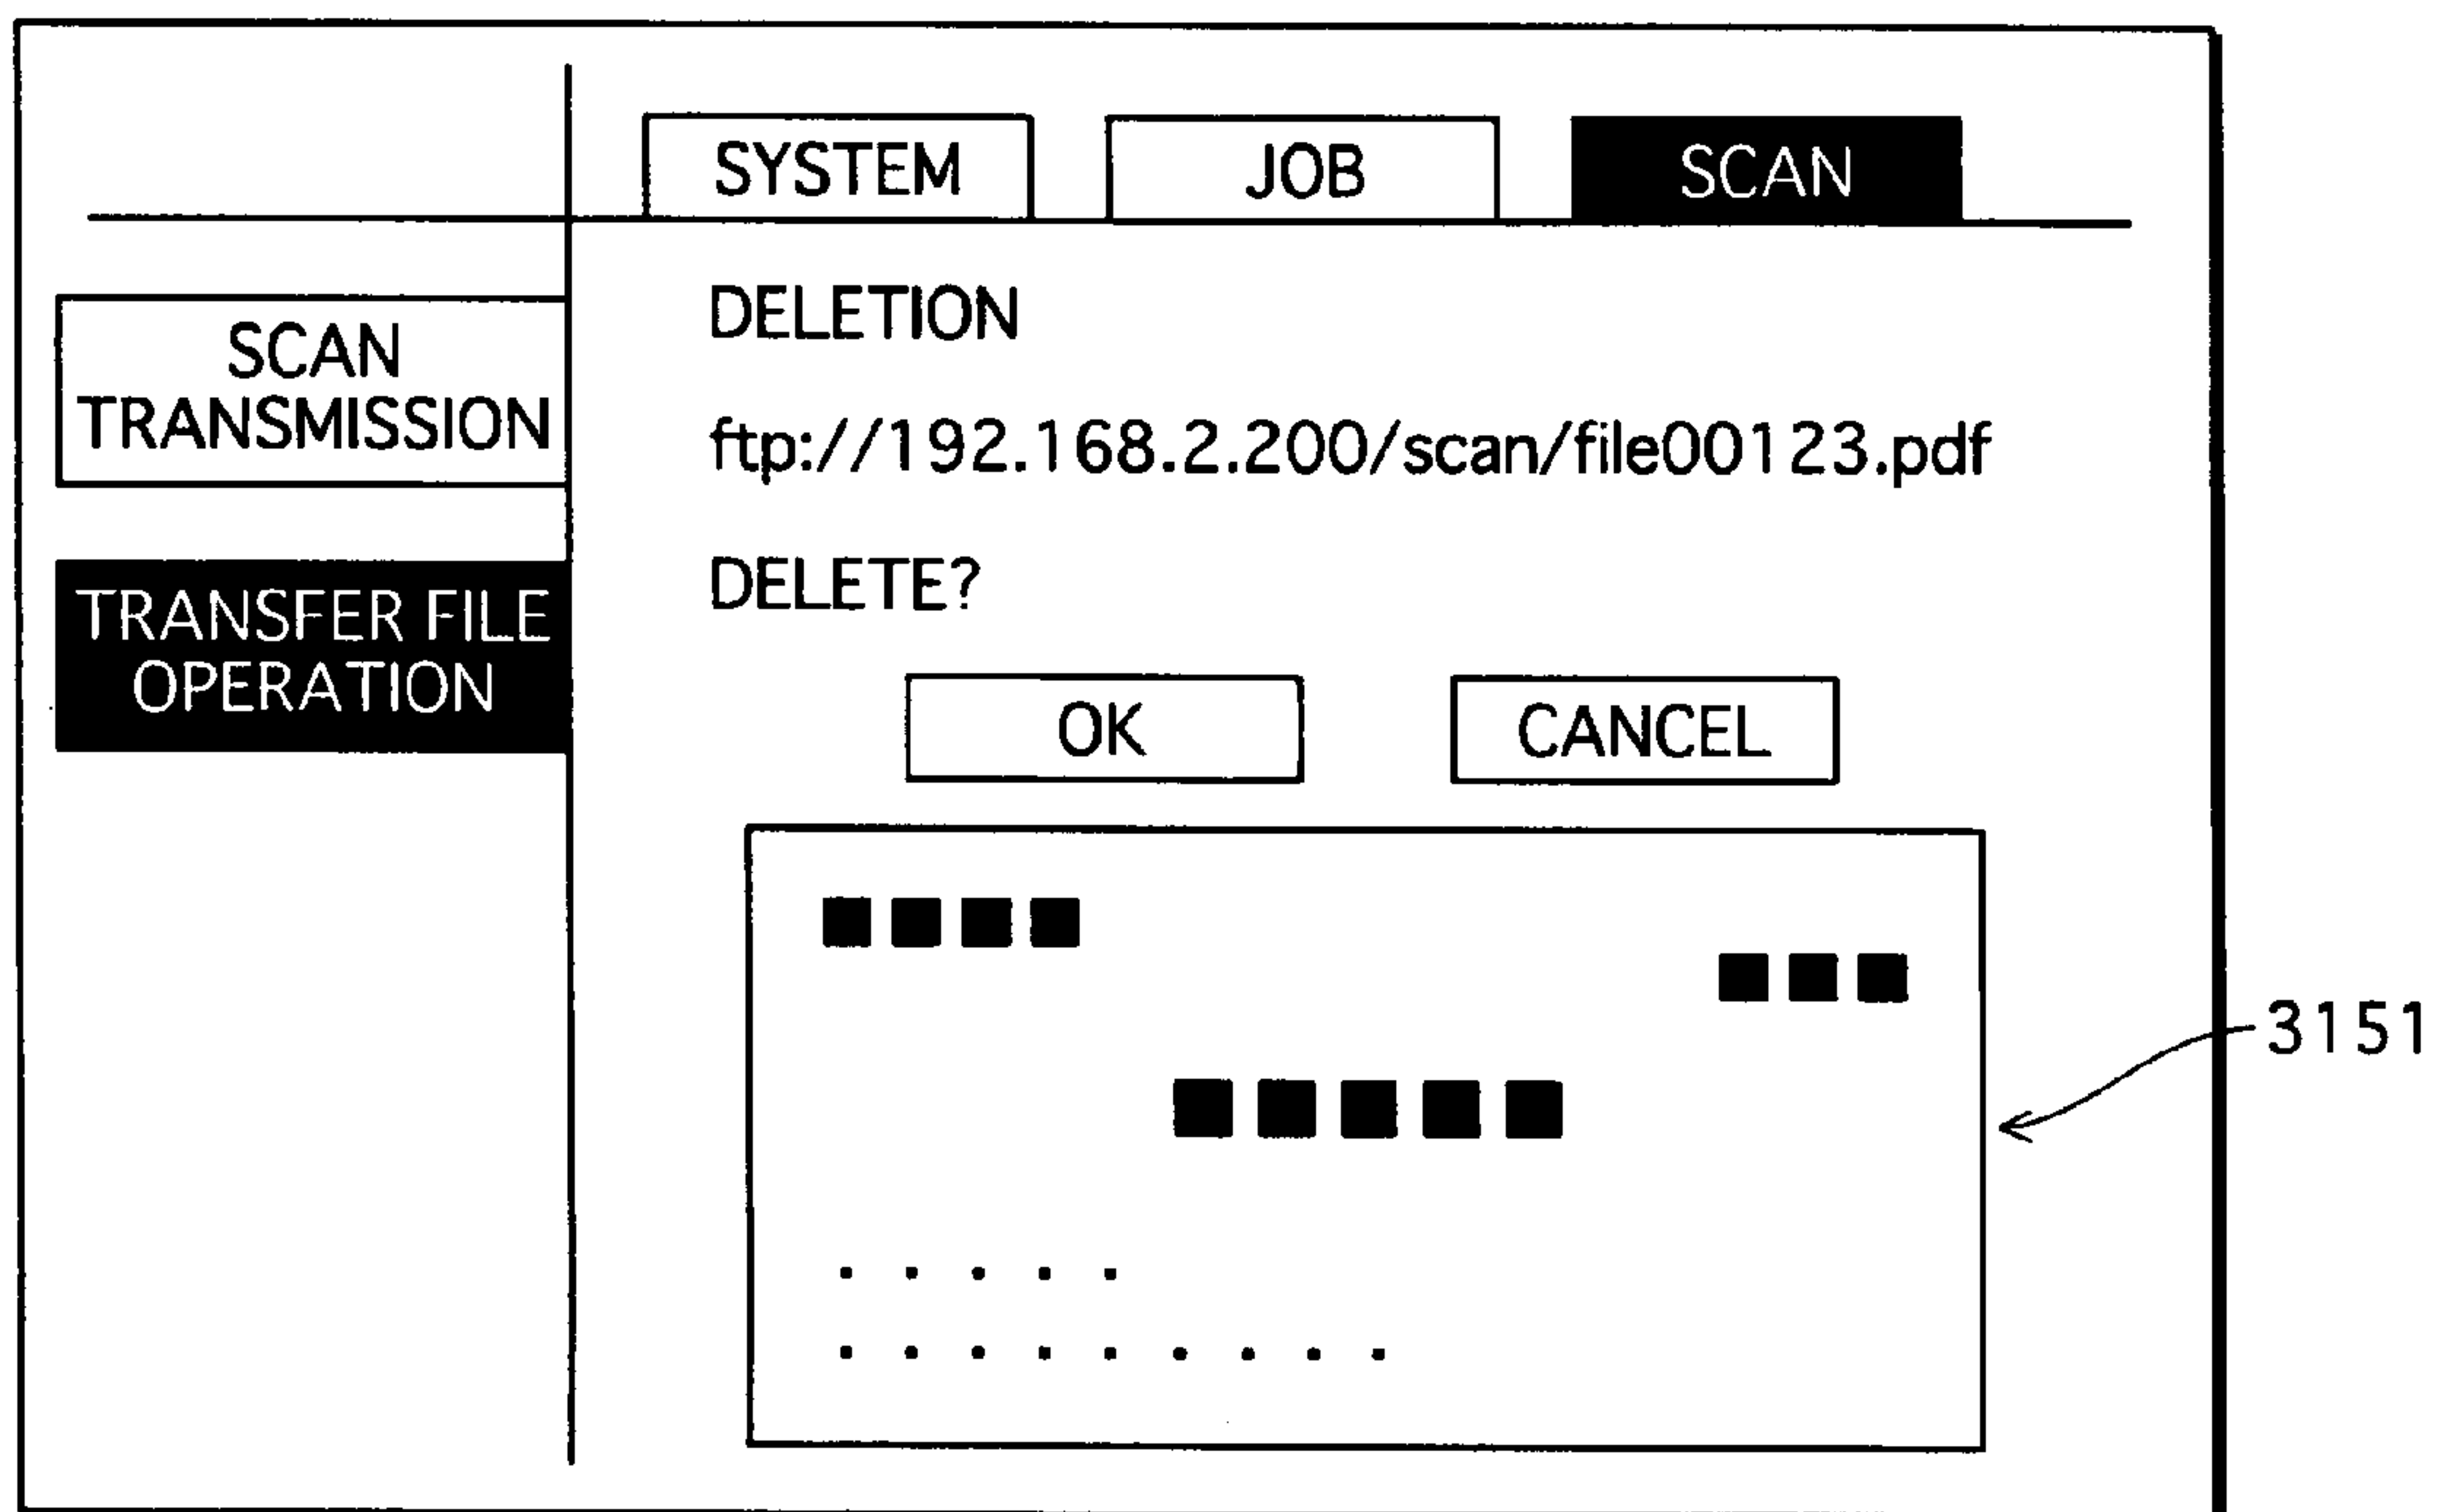 SYSTEM
JOB
SCAN
SCAN
TRANSMISSION
TRANSFER FILE
OPERATION
DELETION
ftp://192.168.2.200/scan/file00123.pdf
DELETE?
OK
CANCEL
3151